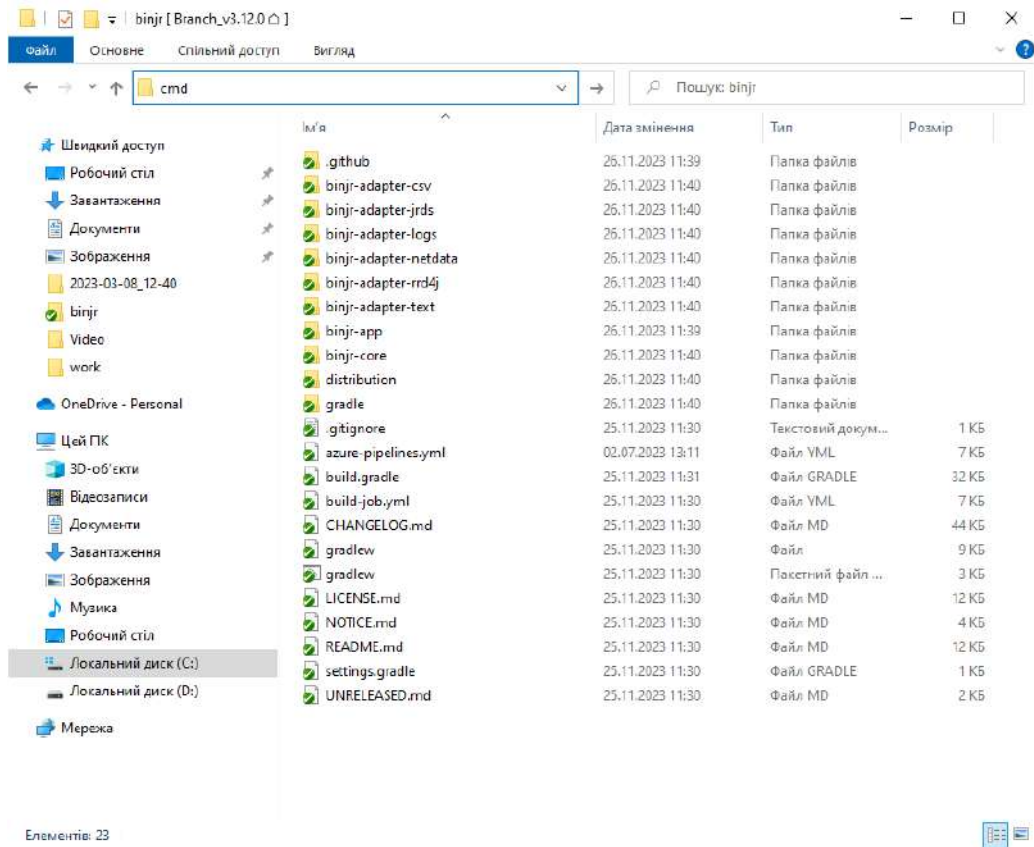 binjr [ Branch_v3.12.0 ]
Файл Основне Спільний доступ Вигляд
cmd
Пошук: binjr
Швидкий доступ
Робочий стіл
Завантаження
Документи
Зображення
2023-03-08_12-40
binjr
Video
work
OneDrive - Personal
Цей ПК
3D-об'єкти
Відеозаписи
Документи
Завантаження
Зображення
Музика
Робочий стіл
Локальний диск (C:)
Локальний диск (D:)
Мережа
Ім'я Дата змінення Тип Розмір
.github 26.11.2023 11:39 Папка файлів
binjr-adapter-csv 26.11.2023 11:40 Папка файлів
binjr-adapter-jrds 26.11.2023 11:40 Папка файлів
binjr-adapter-logs 26.11.2023 11:40 Папка файлів
binjr-adapter-netdata 26.11.2023 11:40 Папка файлів
binjr-adapter-rrd4j 26.11.2023 11:40 Папка файлів
binjr-adapter-text 26.11.2023 11:40 Папка файлів
binjr-app 26.11.2023 11:39 Папка файлів
binjr-core 26.11.2023 11:40 Папка файлів
distribution 26.11.2023 11:40 Папка файлів
gradle 26.11.2023 11:40 Папка файлів
.gitignore 25.11.2023 11:30 Текстовий докум... 1 КБ
azure-pipelines.yml 02.07.2023 13:11 Файл YML 7 КБ
build.gradle 25.11.2023 11:31 Файл GRADLE 32 КБ
build-job.yml 25.11.2023 11:30 Файл YML 7 КБ
CHANGELOG.md 25.11.2023 11:30 Файл MD 44 КБ
gradlew 25.11.2023 11:30 Файл 9 КБ
gradlew 25.11.2023 11:30 Пакетний файл ... 3 КБ
LICENSE.md 25.11.2023 11:30 Файл MD 12 КБ
NOTICE.md 25.11.2023 11:30 Файл MD 4 КБ
README.md 25.11.2023 11:30 Файл MD 12 КБ
settings.gradle 25.11.2023 11:30 Файл GRADLE 1 КБ
UNRELEASED.md 25.11.2023 11:30 Файл MD 2 КБ
Елементів: 23